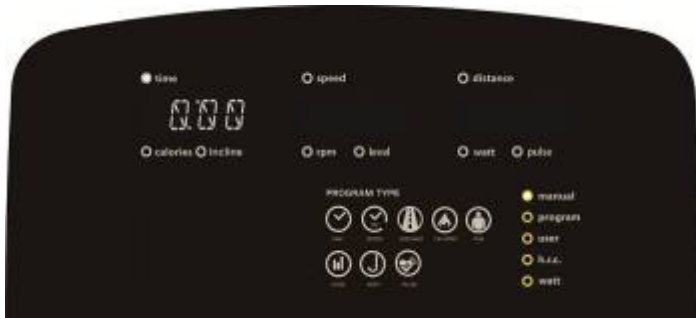 time speed distance
0:00
calories incline rpm level watt pulse
PROGRAM TYPE
manual
program
user
h.r.c.
watt